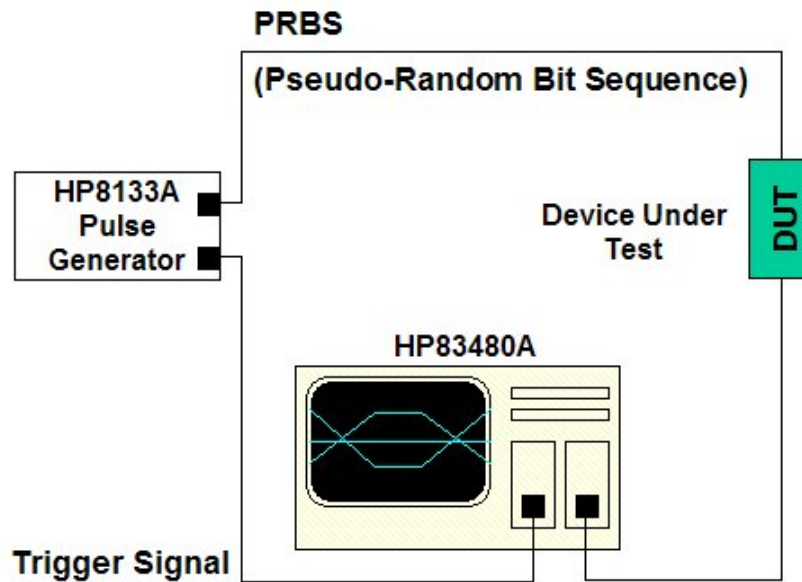 PRBS
(Pseudo-Random Bit Sequence)
HP8133A
Pulse
Generator
Device Under
Test
DUT
HP83480A
Trigger Signal